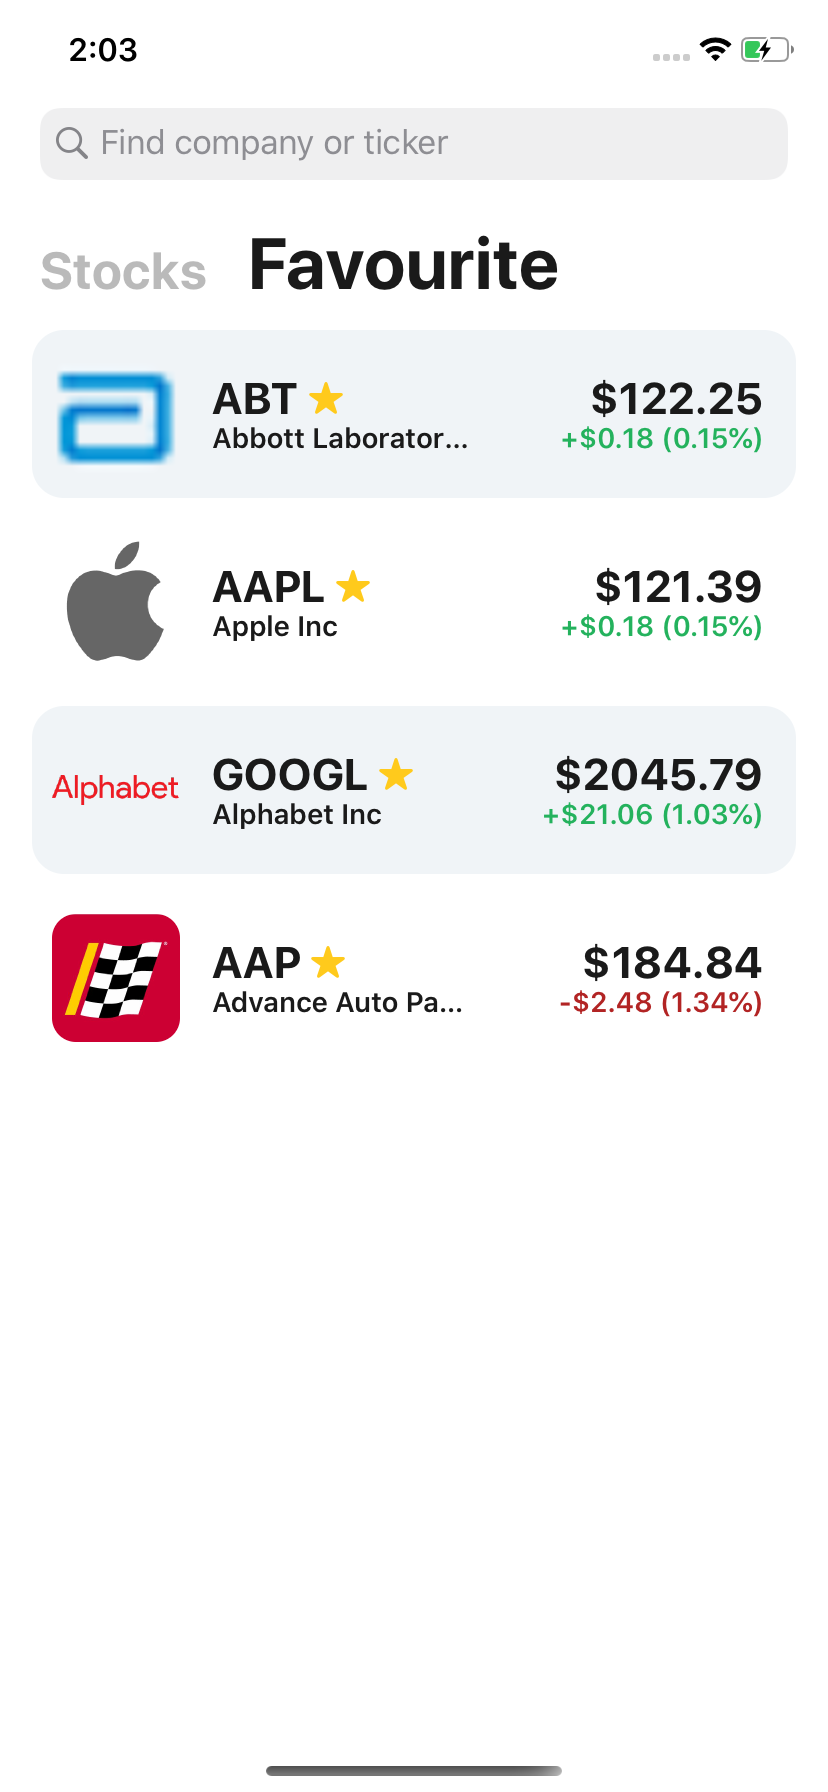 2:03
Find company or ticker
Stocks Favourite
ABT $122.25
Abbott Laborator... +$0.18 (0.15%)
AAPL $121.39
Apple Inc +$0.18 (0.15%)
Alphabet
GOOGL $2045.79
Alphabet Inc +$21.06 (1.03%)
AAP $184.84
Advance Auto Pa... -$2.48 (1.34%)